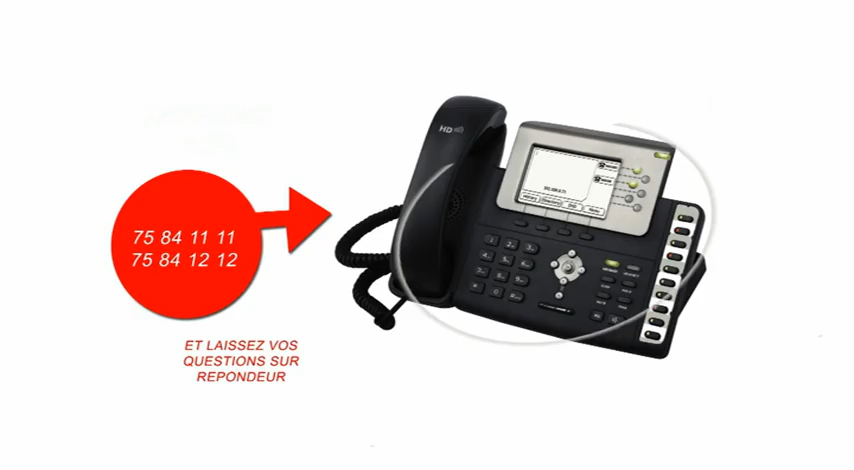 75 84 11 11
75 84 12 12
ET LAISSEZ VOS
QUESTIONS SUR
REPONDEUR
HD